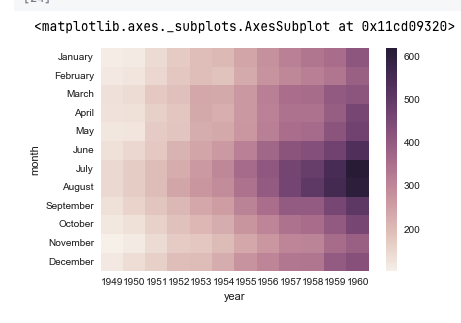 <matplotlib.axes._subplots.AxesSubplot at 0x11cd09320>
January
February
March
April
May
June
July
August
September
October
November
December
month
1949 1950 1951 1952 1953 1954 1955 1956 1957 1958 1959 1960
year
600
500
400
300
200